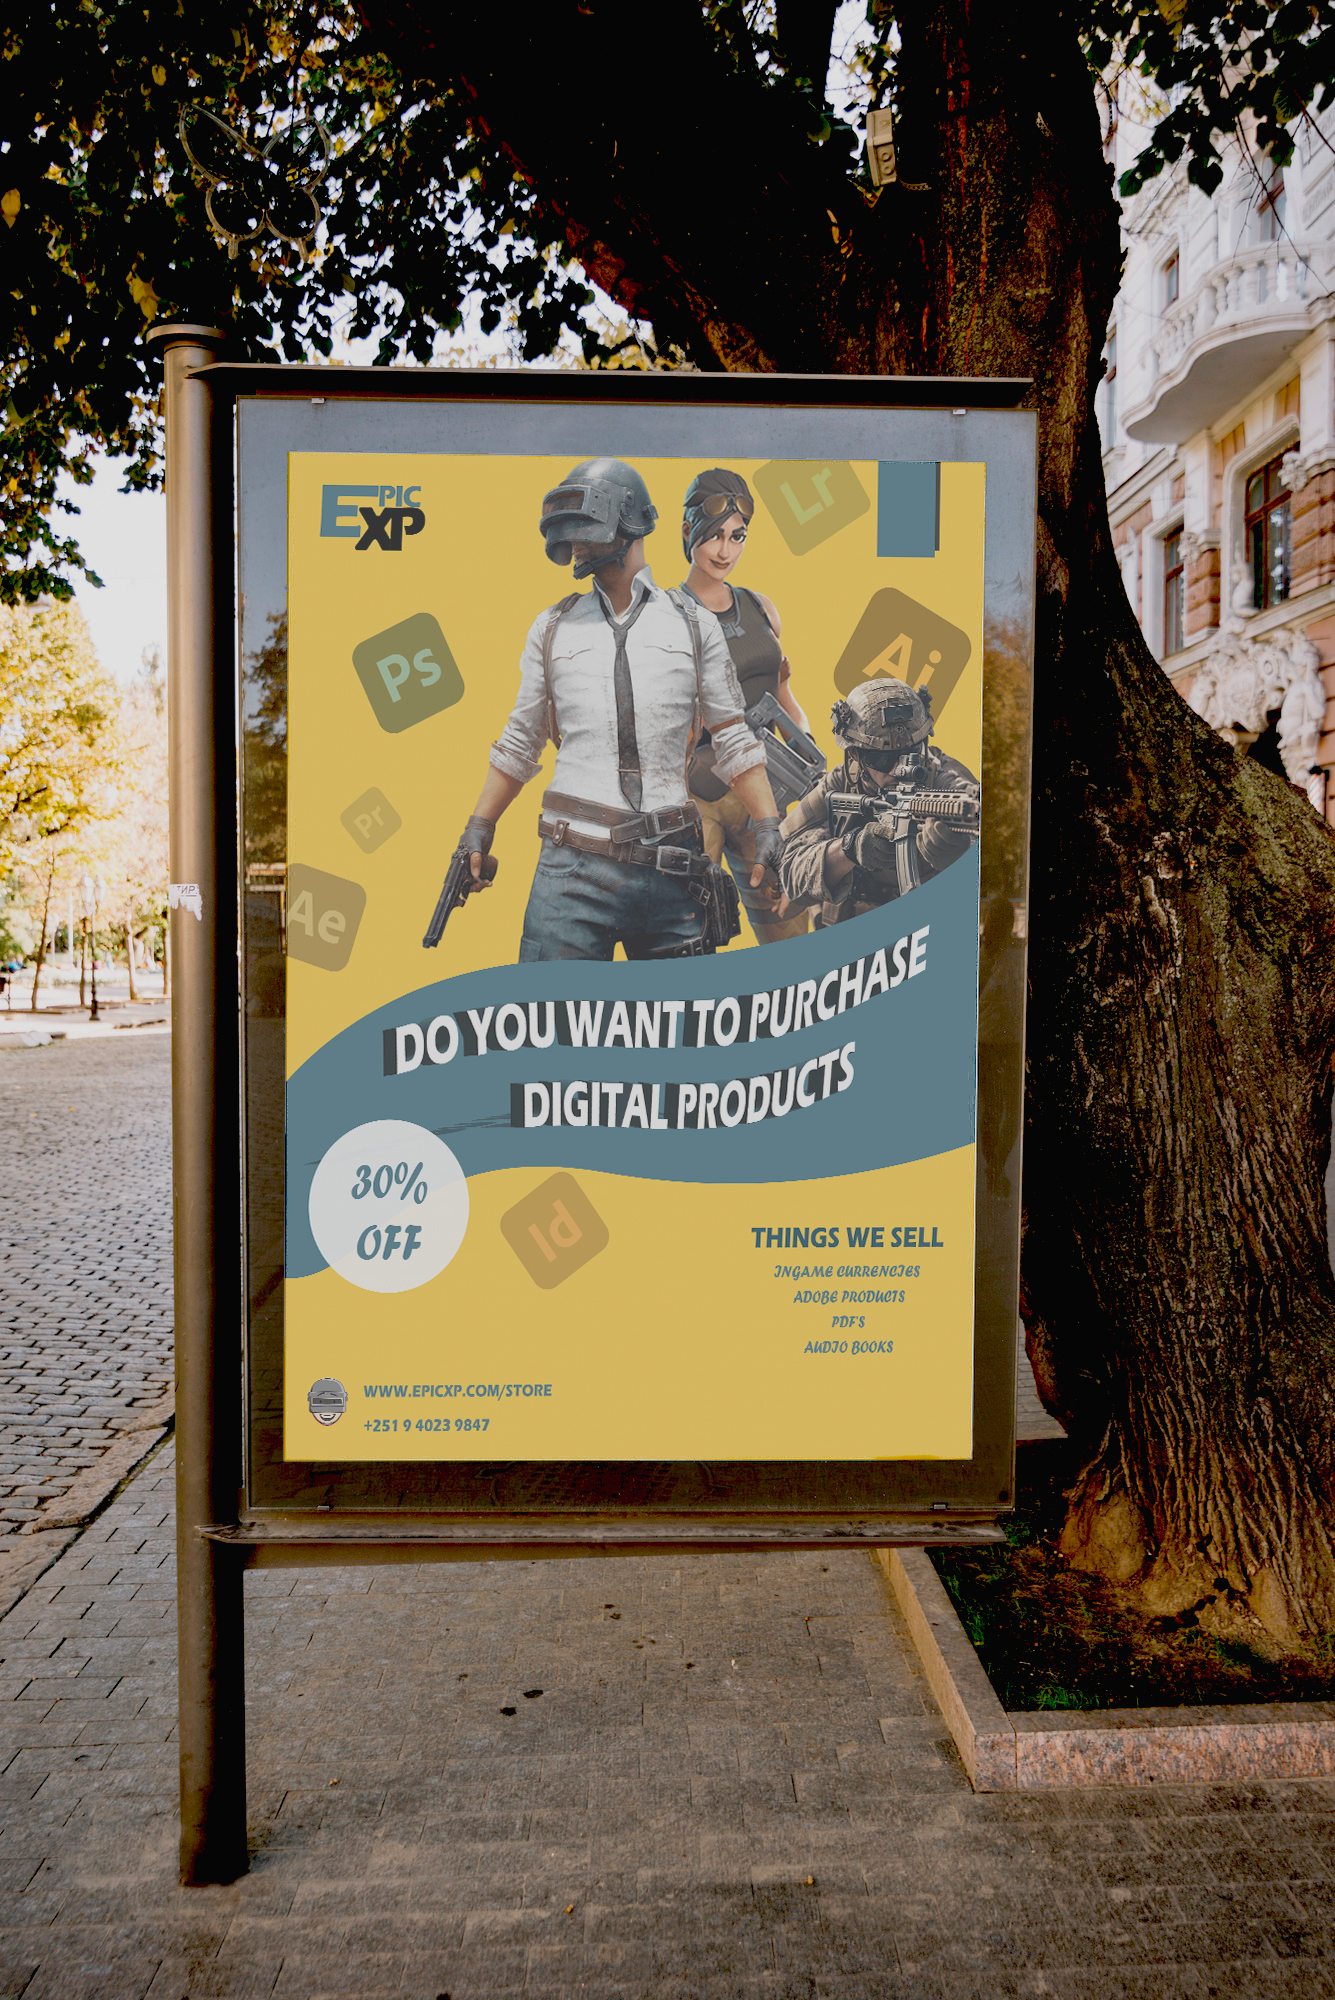 EPIC
XP
Lr
Ps
Ai
Pr
Ae
DO YOU WANT TO PURCHASE
DIGITAL PRODUCTS
30%
OFF
Id
THINGS WE SELL
INGAME CURRENCIES
ADOBE PRODUCTS
PDF'S
AUDIO BOOKS
WWW.EPICXP.COM/STORE
+251 9 4023 9847
ТИР